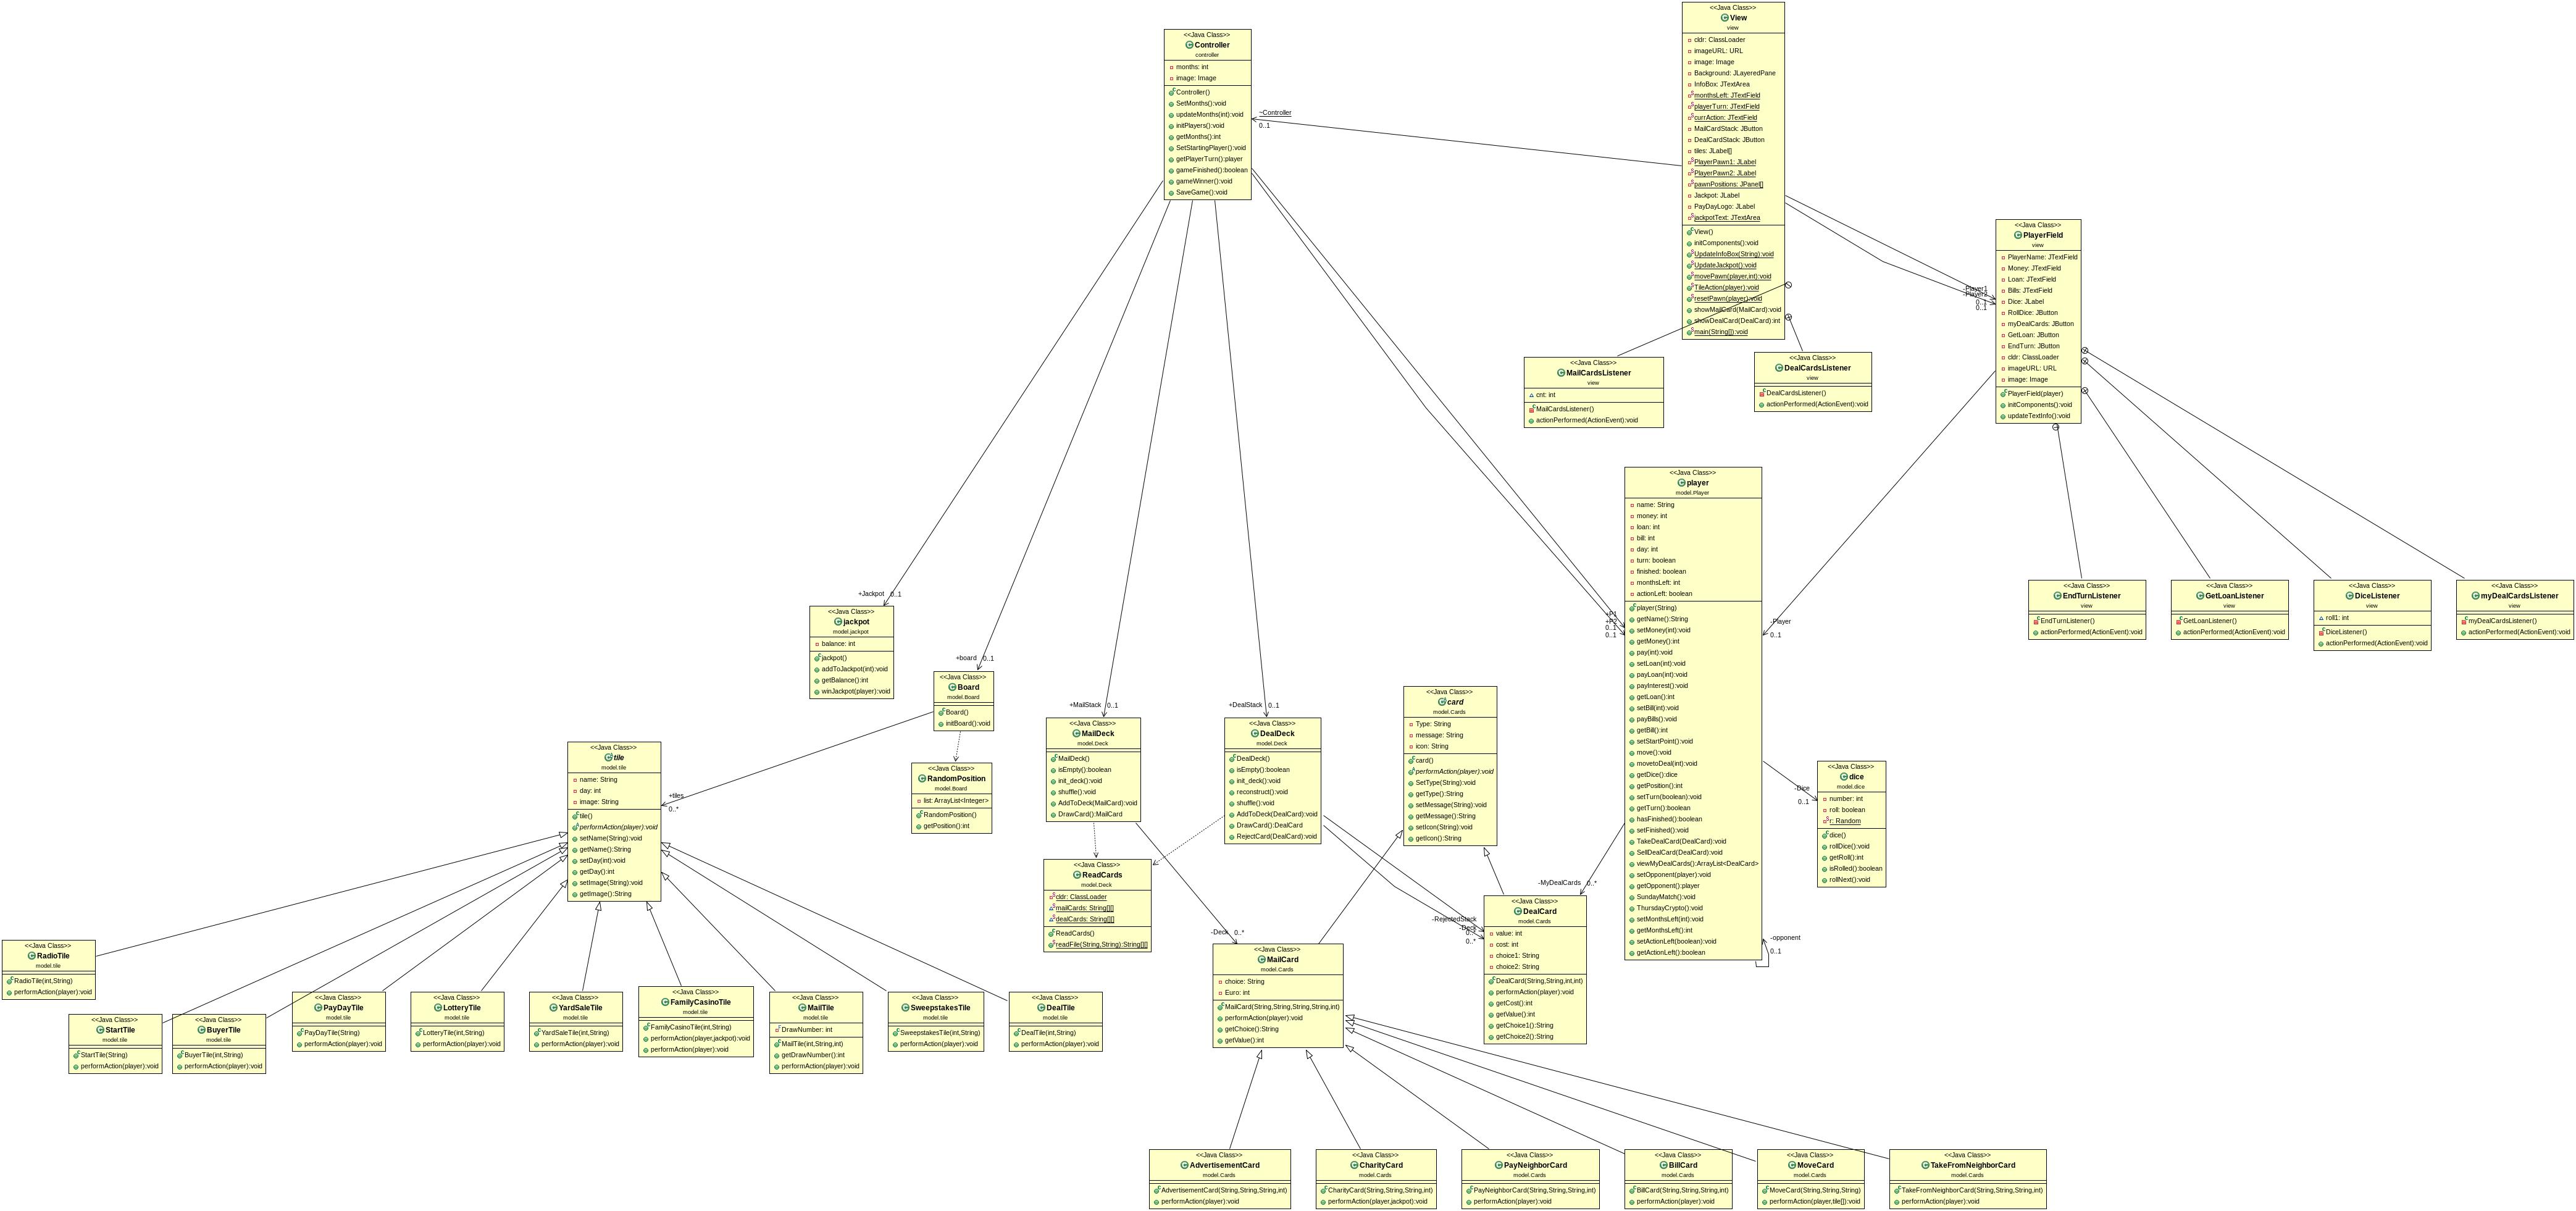 <<Java Class>>
View
view
cldr: ClassLoader
imageURL: URL
image: Image
Background: JLayeredPane
InfoBox: JTextArea
monthsLeft: JTextField
playerTurn: JTextField
currAction: JTextField
MailCardStack: JButton
DealCardStack: JButton
tiles: JLabel[]
PlayerPawn1: JLabel
PlayerPawn2: JLabel
pawnPositions: JPanel[]
Jackpot: JLabel
PayDayLogo: JLabel
jackpotText: JTextArea
View()
initComponents():void
UpdateInfoBox(String):void
UpdateJackpot():void
movePawn(player,int):void
TileAction(player):void
resetPawn(player):void
showMailCard(MailCard):void
showDealCard(DealCard):int
main(String[]):void
<<Java Class>>
Controller
controller
months: int
image: Image
Controller()
SetMonths():void
updateMonths(int):void
initPlayers():void
getMonths():int
SetStartingPlayer():void
getPlayerTurn():player
gameFinished():boolean
gameWinner():void
SaveGame():void
~Controller
0..1
<<Java Class>>
PlayerField
view
PlayerName: JTextField
Money: JTextField
Loan: JTextField
Bills: JTextField
Dice: JLabel
RollDice: JButton
myDealCards: JButton
GetLoan: JButton
EndTurn: JButton
cldr: ClassLoader
imageURL: URL
image: Image
PlayerField(player)
initComponents():void
updateTextInfo():void
-Player1
-Player2
0..1
0..1
<<Java Class>>
MailCardsListener
view
cnt: int
MailCardsListener()
actionPerformed(ActionEvent):void
<<Java Class>>
DealCardsListener
view
DealCardsListener()
actionPerformed(ActionEvent):void
<<Java Class>>
player
model.Player
name: String
money: int
loan: int
bill: int
day: int
turn: boolean
finished: boolean
monthsLeft: int
actionLeft: boolean
player(String)
getName():String
setMoney(int):void
getMoney():int
pay(int):void
setLoan(int):void
payLoan(int):void
payInterest():void
getLoan():int
setBill(int):void
payBills():void
getBill():int
setStartPoint():void
move():void
movetoDeal(int):void
getDice():dice
getPosition():int
setTurn(boolean):void
getTurn():boolean
hasFinished():boolean
setFinished():void
TakeDealCard(DealCard):void
SellDealCard(DealCard):void
viewMyDealCards():ArrayList<DealCard>
setOpponent(player):void
getOpponent():player
SundayMatch():void
ThursdayCrypto():void
setMonthsLeft(int):void
getMonthsLeft():int
setActionLeft(boolean):void
getActionLeft():boolean
+P1
+P2
0..1
0..1
-Player
0..1
-opponent
0..1
<<Java Class>>
EndTurnListener
view
EndTurnListener()
actionPerformed(ActionEvent):void
<<Java Class>>
GetLoanListener
view
GetLoanListener()
actionPerformed(ActionEvent):void
<<Java Class>>
DiceListener
view
roll1: int
DiceListener()
actionPerformed(ActionEvent):void
<<Java Class>>
myDealCardsListener
view
myDealCardsListener()
actionPerformed(ActionEvent):void
+Jackpot
0..1
<<Java Class>>
jackpot
model.jackpot
balance: int
jackpot()
addToJackpot(int):void
getBalance():int
winJackpot(player):void
+board
0..1
<<Java Class>>
Board
model.Board
Board()
initBoard():void
<<Java Class>>
RandomPosition
model.Board
list: ArrayList<Integer>
RandomPosition()
getPosition():int
+MailStack
0..1
<<Java Class>>
MailDeck
model.Deck
MailDeck()
isEmpty():boolean
init_deck():void
shuffle():void
AddToDeck(MailCard):void
DrawCard():MailCard
+DealStack
0..1
<<Java Class>>
DealDeck
model.Deck
DealDeck()
isEmpty():boolean
init_deck():void
reconstruct():void
shuffle():void
AddToDeck(DealCard):void
DrawCard():DealCard
RejectCard(DealCard):void
<<Java Class>>
card
model.Cards
Type: String
message: String
icon: String
card()
performAction(player):void
SetType(String):void
getType():String
setMessage(String):void
getMessage():String
setIcon(String):void
getIcon():String
-Dice
0..1
<<Java Class>>
dice
model.dice
number: int
roll: boolean
r: Random
dice()
rollDice():void
getRoll():int
isRolled():boolean
rollNext():void
<<Java Class>>
tile
model.tile
name: String
day: int
image: String
tile()
performAction(player):void
setName(String):void
getName():String
setDay(int):void
getDay():int
setImage(String):void
getImage():String
+tiles
0..*
<<Java Class>>
ReadCards
model.Deck
cldr: ClassLoader
mailCards: String[][]
dealCards: String[][]
ReadCards()
readFile(String,String):String[][]
-MyDealCards
0..*
-RejectedStack
-Deck
0..*
0..*
<<Java Class>>
DealCard
model.Cards
value: int
cost: int
choice1: String
choice2: String
DealCard(String,String,int,int)
performAction(player):void
getCost():int
getValue():int
getChoice1():String
getChoice2():String
-Deck
0..*
<<Java Class>>
MailCard
model.Cards
choice: String
Euro: int
MailCard(String,String,String,String,int)
performAction(player):void
getChoice():String
getValue():int
<<Java Class>>
RadioTile
model.tile
RadioTile(int,String)
performAction(player):void
<<Java Class>>
StartTile
model.tile
StartTile(String)
performAction(player):void
<<Java Class>>
BuyerTile
model.tile
BuyerTile(int,String)
performAction(player):void
<<Java Class>>
PayDayTile
model.tile
PayDayTile(String)
performAction(player):void
<<Java Class>>
LotteryTile
model.tile
LotteryTile(int,String)
performAction(player):void
<<Java Class>>
YardSaleTile
model.tile
YardSaleTile(int,String)
performAction(player):void
<<Java Class>>
FamilyCasinoTile
model.tile
FamilyCasinoTile(int,String)
performAction(player,jackpot):void
performAction(player):void
<<Java Class>>
MailTile
model.tile
DrawNumber: int
MailTile(int,String,int)
getDrawNumber():int
performAction(player):void
<<Java Class>>
SweepstakesTile
model.tile
SweepstakesTile(int,String)
performAction(player):void
<<Java Class>>
DealTile
model.tile
DealTile(int,String)
performAction(player):void
<<Java Class>>
AdvertisementCard
model.Cards
AdvertisementCard(String,String,String,int)
performAction(player):void
<<Java Class>>
CharityCard
model.Cards
CharityCard(String,String,String,int)
performAction(player,jackpot):void
<<Java Class>>
PayNeighborCard
model.Cards
PayNeighborCard(String,String,String,int)
performAction(player):void
<<Java Class>>
BillCard
model.Cards
BillCard(String,String,String,int)
performAction(player):void
<<Java Class>>
MoveCard
model.Cards
MoveCard(String,String,String)
performAction(player,tile[]):void
<<Java Class>>
TakeFromNeighborCard
model.Cards
TakeFromNeighborCard(String,String,String,int)
performAction(player):void